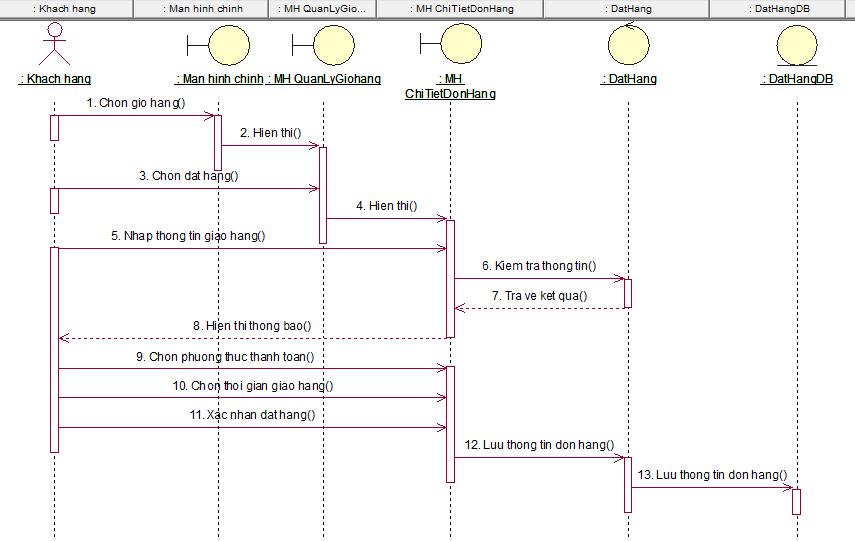 : Khach hang
: Man hinh chinh
: MH QuanLyGio...
: MH ChiTietDonHang
: DatHang
: DatHangDB
: Khach hang
: Man hinh chinh
: MH QuanLyGiohang
: MH
ChiTietDonHang
: DatHang
: DatHangDB
1. Chon gio hang()
2. Hien thi()
3. Chon dat hang()
4. Hien thi()
5. Nhap thong tin giao hang()
6. Kiem tra thong tin()
7. Tra ve ket qua()
8. Hien thi thong bao()
9. Chon phuong thuc thanh toan()
10. Chon thoi gian giao hang()
11. Xac nhan dat hang()
12. Luu thong tin don hang()
13. Luu thong tin don hang()